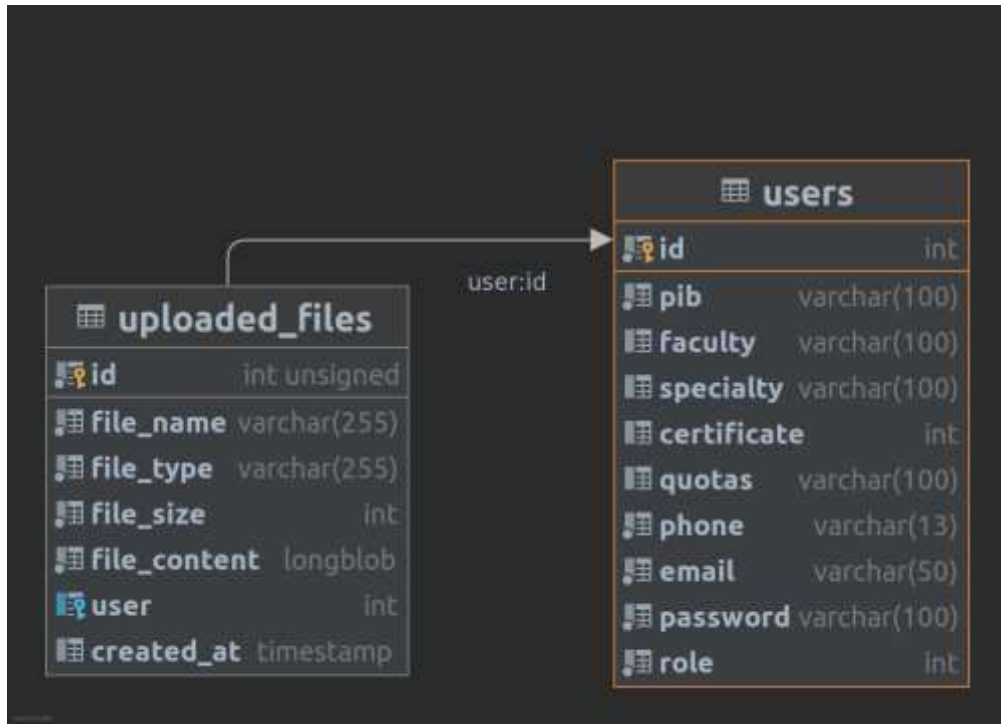 users
id int
pib varchar(100)
faculty varchar(100)
specialty varchar(100)
certificate int
quotas varchar(100)
phone varchar(13)
email varchar(50)
password varchar(100)
role int
user:id
uploaded_files
id int unsigned
file_name varchar(255)
file_type varchar(255)
file_size int
file_content longblob
user int
created_at timestamp